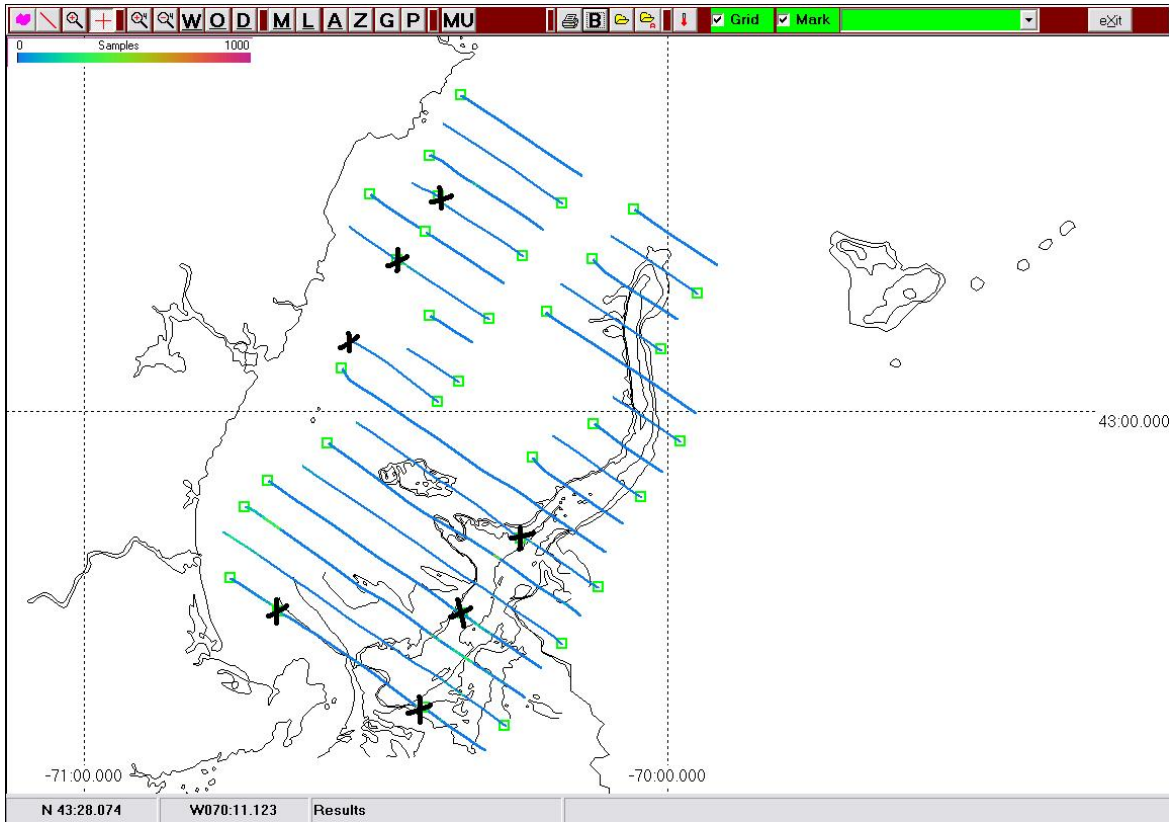 W O D M L A Z G P MU B A Grid Mark eXit
0 Samples 1000
43:00.000
-71:00.000 -70:00.000
N 43:28.074 W070:11.123 Results